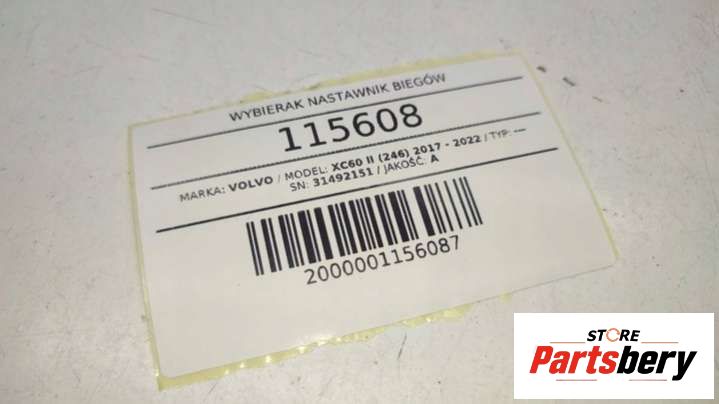 WYBIERAK NASTAWNIK BIEGÓW
115608
MARKA: VOLVO / MODEL: XC60 II (246) 2017 - 2022 / TYP: ---
SN: 31492151 / JAKOŚĆ: A
2000001156087
STORE
Partsbery